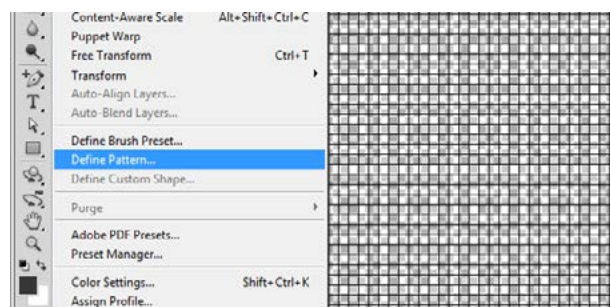 Content-Aware Scale Alt+Shift+Ctrl+C
Puppet Warp
Free Transform Ctrl+T
Transform
Auto-Align Layers...
Auto-Blend Layers...
Define Brush Preset...
Define Pattern...
Define Custom Shape...
Purge
Adobe PDF Presets...
Preset Manager...
Color Settings... Shift+Ctrl+K
Assign Profile...